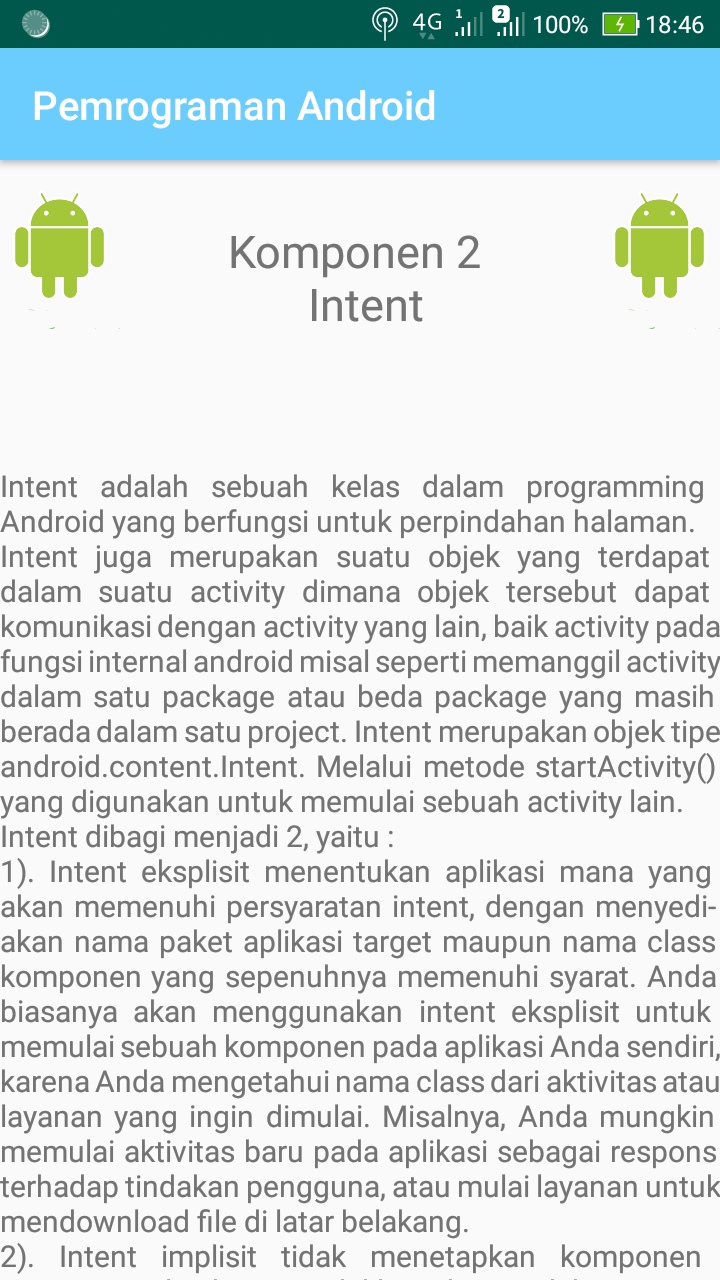 4G 1 2 100% 18:46
Pemrograman Android
Komponen 2
Intent
Intent adalah sebuah kelas dalam programming
Android yang berfungsi untuk perpindahan halaman.
Intent juga merupakan suatu objek yang terdapat
dalam suatu activity dimana objek tersebut dapat
komunikasi dengan activity yang lain, baik activity pada
fungsi internal android misal seperti memanggil activity
dalam satu package atau beda package yang masih
berada dalam satu project. Intent merupakan objek tipe
android.content.Intent. Melalui metode startActivity()
yang digunakan untuk memulai sebuah activity lain.
Intent dibagi menjadi 2, yaitu :
1). Intent eksplisit menentukan aplikasi mana yang
akan memenuhi persyaratan intent, dengan menyedi-
akan nama paket aplikasi target maupun nama class
komponen yang sepenuhnya memenuhi syarat. Anda
biasanya akan menggunakan intent eksplisit untuk
memulai sebuah komponen pada aplikasi Anda sendiri,
karena Anda mengetahui nama class dari aktivitas atau
layanan yang ingin dimulai. Misalnya, Anda mungkin
memulai aktivitas baru pada aplikasi sebagai respons
terhadap tindakan pengguna, atau mulai layanan untuk
mendownload file di latar belakang.
2). Intent implisit tidak menetapkan komponen